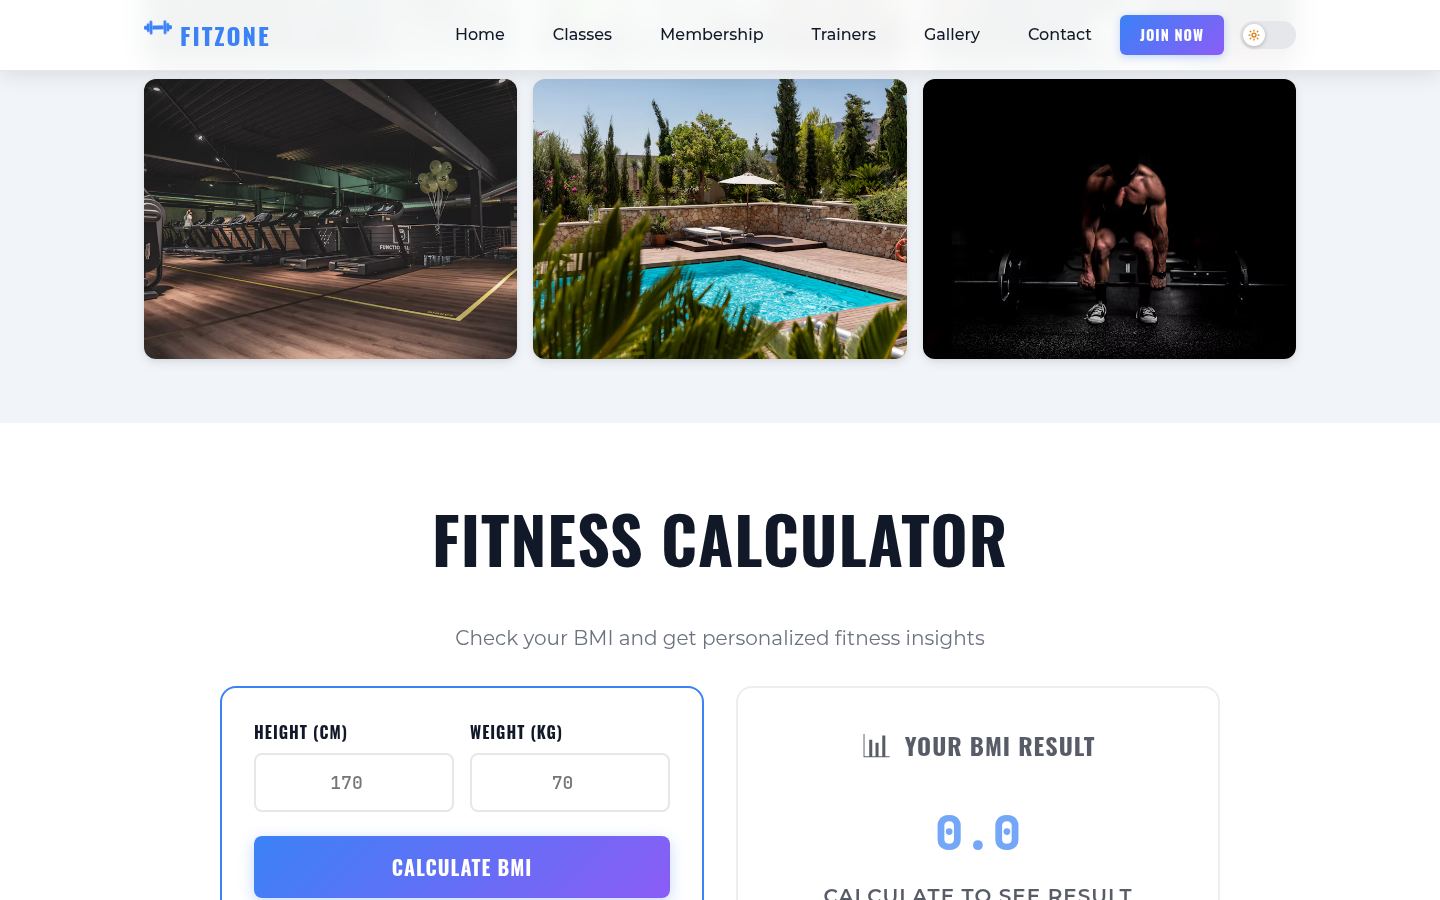 FITZONE
Home
Classes
Membership
Trainers
Gallery
Contact
JOIN NOW
FITNESS CALCULATOR
Check your BMI and get personalized fitness insights
HEIGHT (CM)
WEIGHT (KG)
170
70
CALCULATE BMI
YOUR BMI RESULT
0.0
CALCULATE TO SEE RESULT